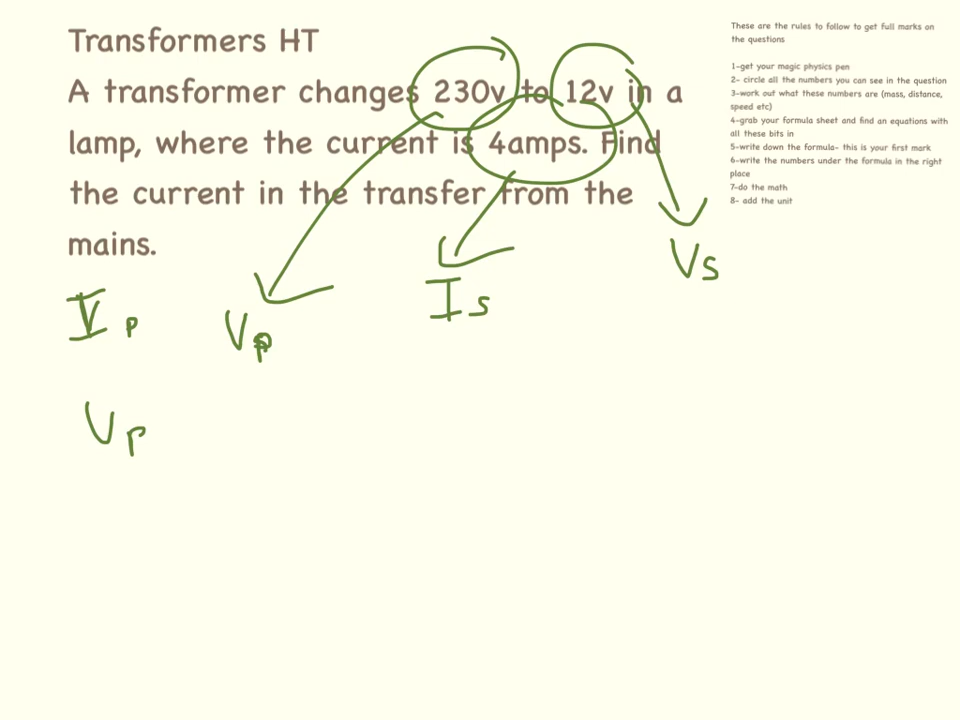 Transformers HT
A transformer changes 230v to 12v in a
lamp, where the current is 4amps. Find
the current in the transfer from the
mains.
Ip Vp Is Vs
Vp
These are the rules to follow to get full marks on
the questions
1-get your magic physics pen
2- circle all the numbers you can see in the question
3-work out what these numbers are (mass, distance,
speed etc)
4-grab your formula sheet and find an equations with
all these bits in
5-write down the formula- this is your first mark
6-write the numbers under the formula in the right
place
7-do the math
8- add the unit